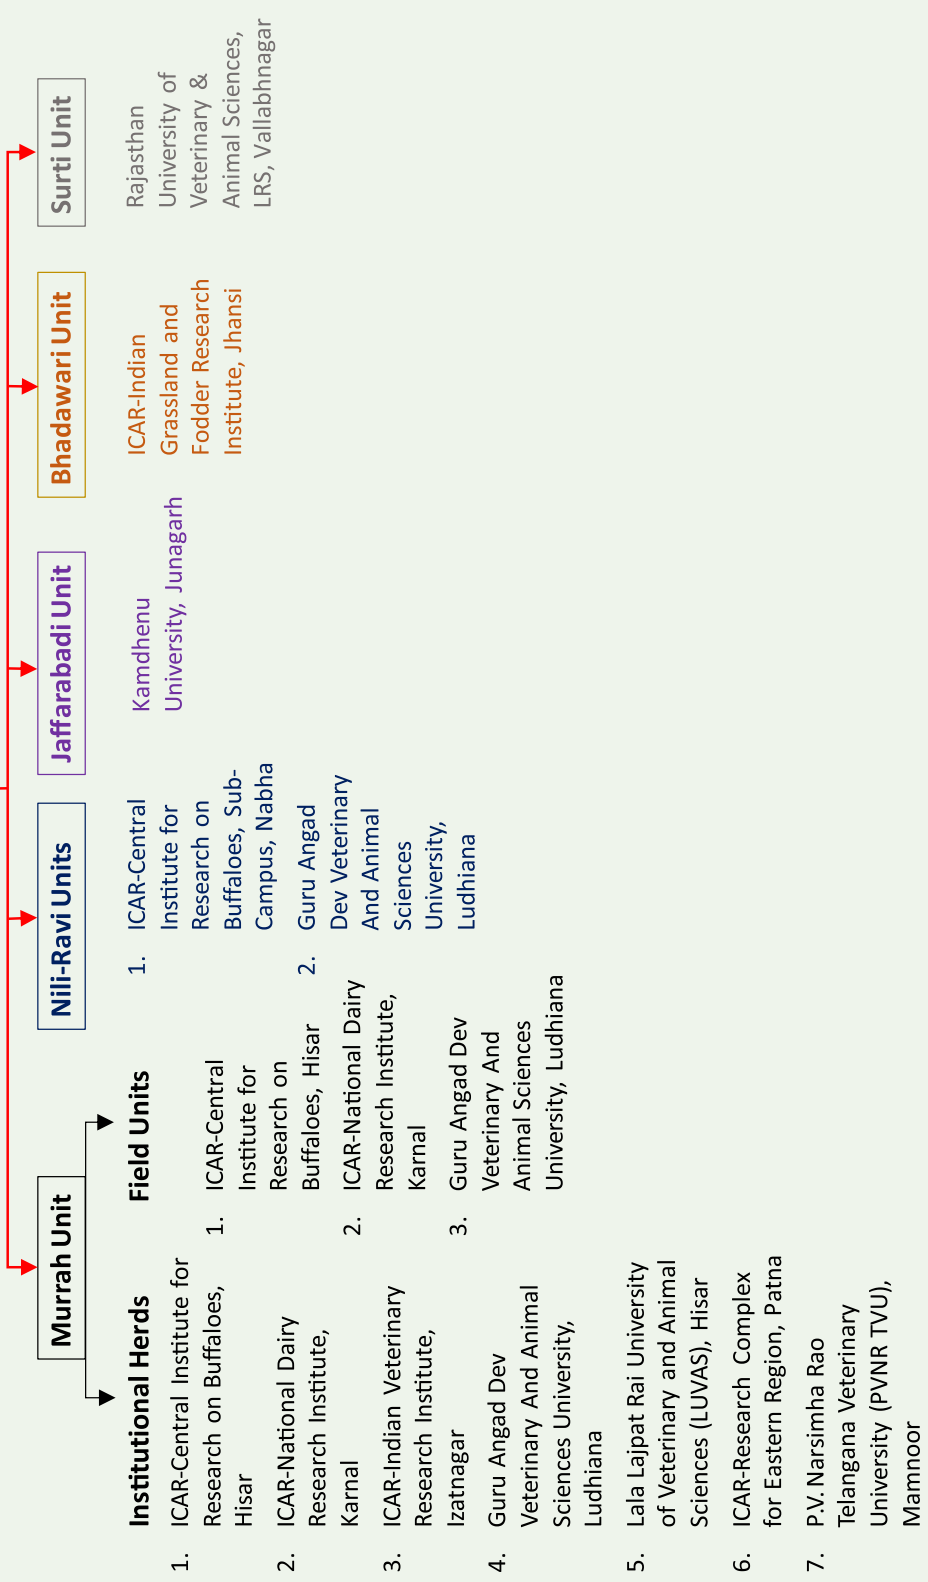 Murrah Unit
Institutional Herds
1. ICAR-Central Institute for
Research on Buffaloes,
Hisar
2. ICAR-National Dairy
Research Institute,
Karnal
3. ICAR-Indian Veterinary
Research Institute,
Izatnagar
4. Guru Angad Dev
Veterinary And Animal
Sciences University,
Ludhiana
5. Lala Lajpat Rai University
of Veterinary and Animal
Sciences (LUVAS), Hisar
6. ICAR-Research Complex
for Eastern Region, Patna
7. P.V. Narsimha Rao
Telangana Veterinary
University (PVNR TVU),
Mamnoor
Field Units
1. ICAR-Central
Institute for
Research on
Buffaloes, Hisar
2. ICAR-National Dairy
Research Institute,
Karnal
3. Guru Angad Dev
Veterinary And
Animal Sciences
University, Ludhiana
Nili-Ravi Units
1. ICAR-Central
Institute for
Research on
Buffaloes, Sub-
Campus, Nabha
2. Guru Angad
Dev Veterinary
And Animal
Sciences
University,
Ludhiana
Jaffarabadi Unit
Kamdhenu
University, Junagarh
Bhadawari Unit
ICAR-Indian
Grassland and
Fodder Research
Institute, Jhansi
Surti Unit
Rajasthan
University of
Veterinary &
Animal Sciences,
LRS, Vallabhnagar